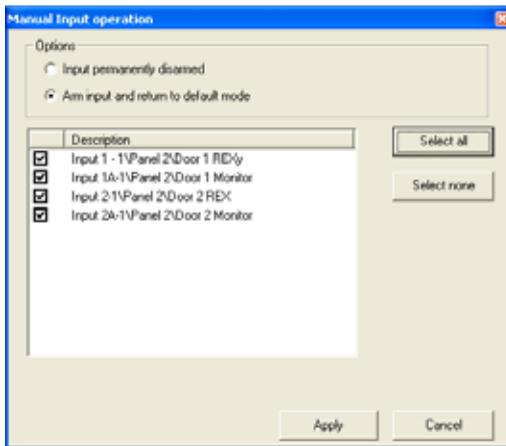 Manual Input operation
Options
Input permanently disarmed
Arm input and return to default mode
Description
Input 1 - 1\Panel 2\Door 1 REXy
Input 1A-1\Panel 2\Door 1 Monitor
Input 2-1\Panel 2\Door 2 REX
Input 2A-1\Panel 2\Door 2 Monitor
Select all
Select none
Apply
Cancel